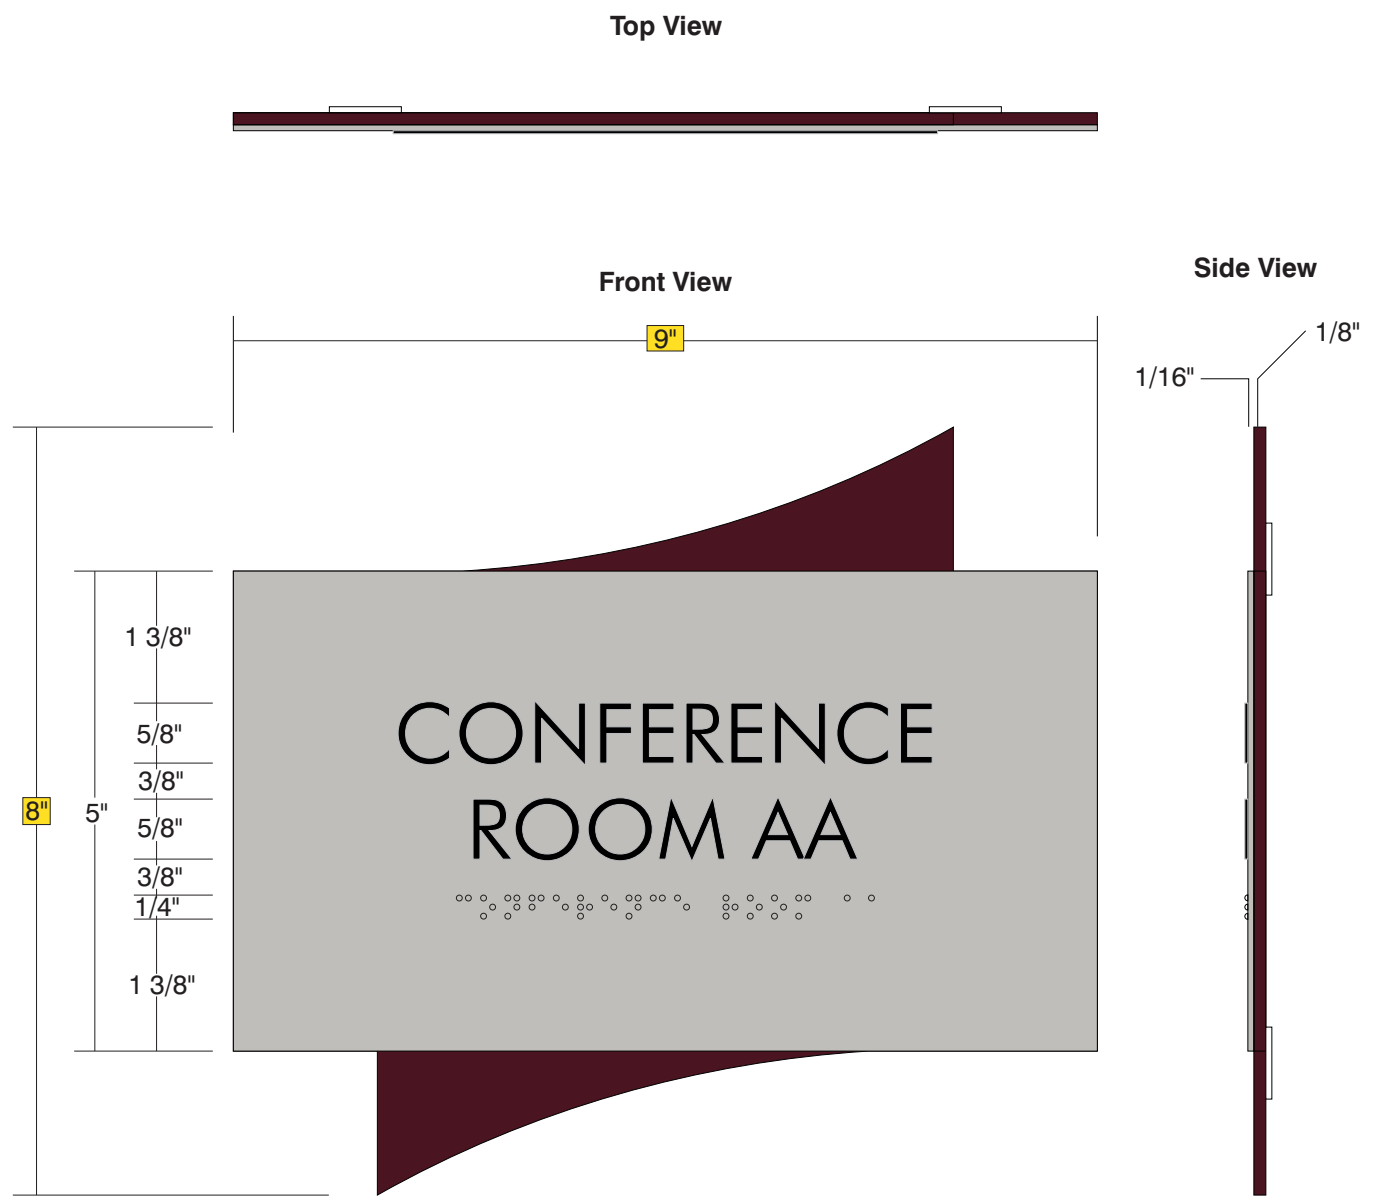 Top View
Front View
Side View
9"
1/8"
1/16"
1 3/8"
5/8"
3/8"
8"
5"
5/8"
3/8"
1/4"
1 3/8"
CONFERENCE
ROOM AA